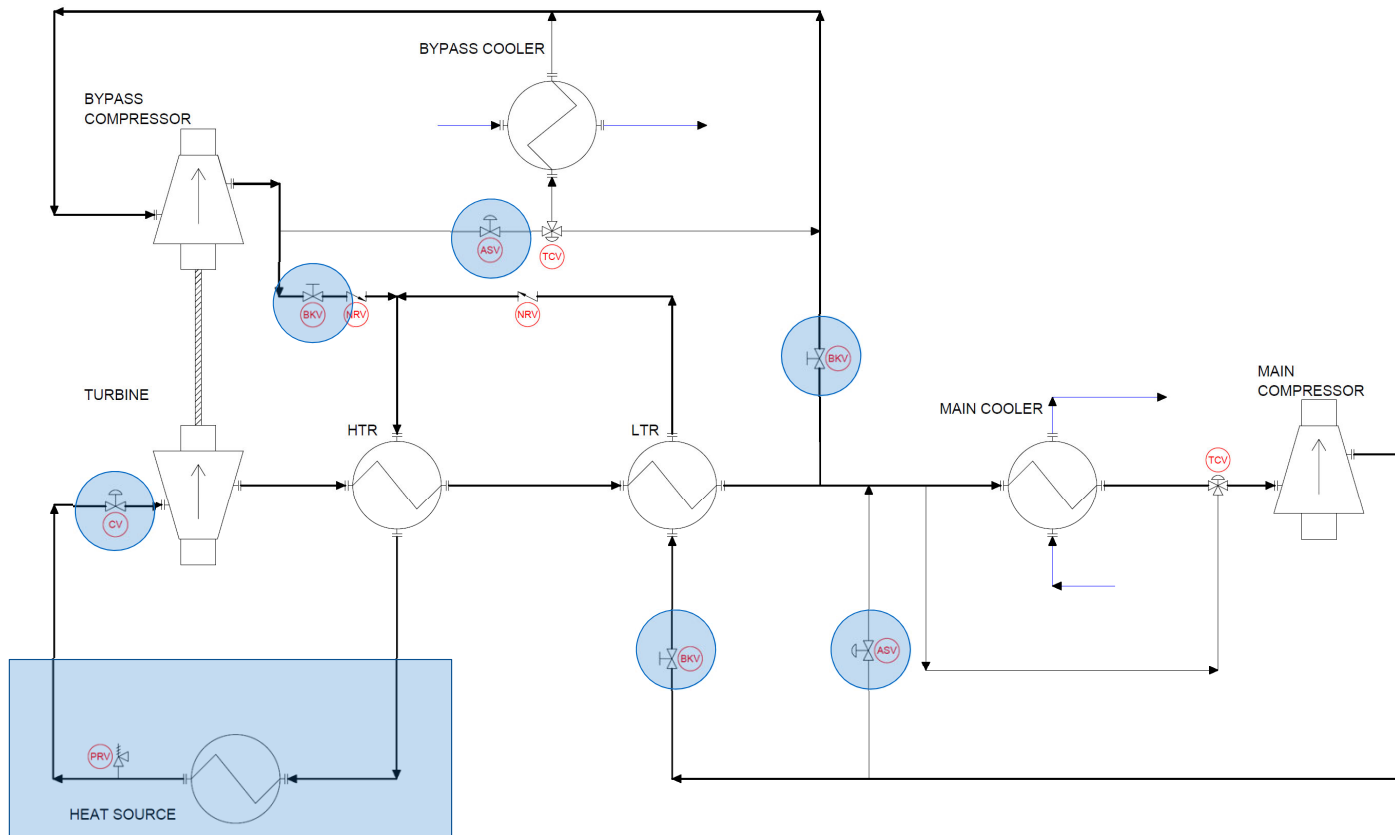 BYPASS COOLER
BYPASS
COMPRESSOR
ASV
TCV
BKV
NRV
NRV
BKV
MAIN
COMPRESSOR
TURBINE
MAIN COOLER
HTR
LTR
TCV
CV
BKV
ASV
PRV
HEAT SOURCE